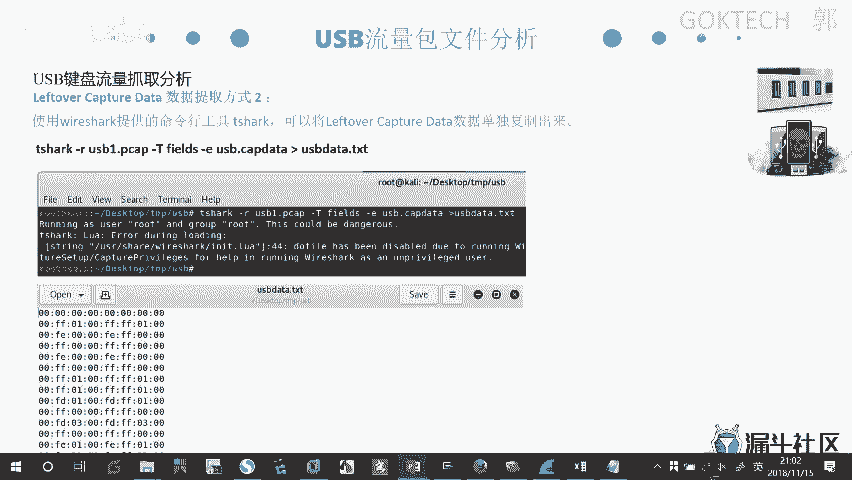 GOKTECH 郭
USB流量包文件分析
USB键盘流量抓取分析
Leftover Capture Data 数据提取方式 2 ：
使用wireshark提供的命令行工具 tshark，可以将Leftover Capture Data数据单独复制出来、
tshark -r usb1.pcap -T fields -e usb.capdata > usbdata.txt
root@kali: ~/Desktop/tmp/usb
File Edit View Search Terminal Help
:~/Desktop/tmp/usb# tshark -r usb1.pcap -T fields -e usb.capdata >usbdata.txt
Running as user "root" and group "root". This could be dangerous.
tshark: Lua: Error during loading:
[string "/usr/share/wireshark/init.lua"]:44: dofile has been disabled due to running Wi
tureSetup/CapturePrivileges for help in running Wireshark as an unprivileged user.
:~/Desktop/tmp/usb#
Open usbdata.txt Save
00:00:00:00:00:00:00:00
00:ff:01:00:ff:ff:01:00
00:fe:00:00:fe:ff:00:00
00:ff:00:00:ff:ff:00:00
00:fe:00:00:fe:ff:00:00
00:ff:01:00:ff:ff:01:00
00:ff:01:00:ff:ff:01:00
00:ff:01:00:ff:ff:01:00
00:fd:01:00:fd:ff:01:00
00:ff:00:00:ff:ff:00:00
00:fd:03:00:fd:ff:03:00
00:ff:00:00:ff:ff:00:00
00:fe:01:00:fe:ff:01:00
漏斗社区
英
21:02
2018/11/15